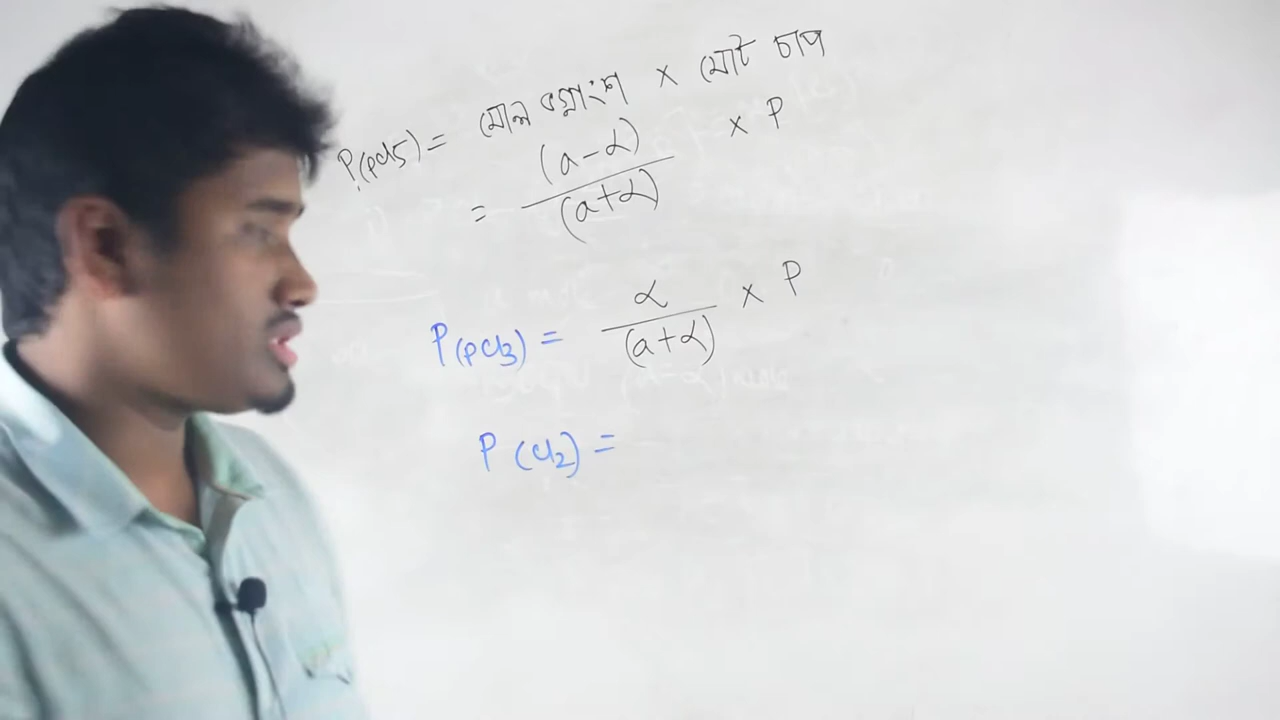 P(PCl5) = মোল ভগ্নাংশ × মোট চাপ
= (a-α)/(a+α) × P
P(PCl3) = α/(a+α) × P
P(Cl2) =